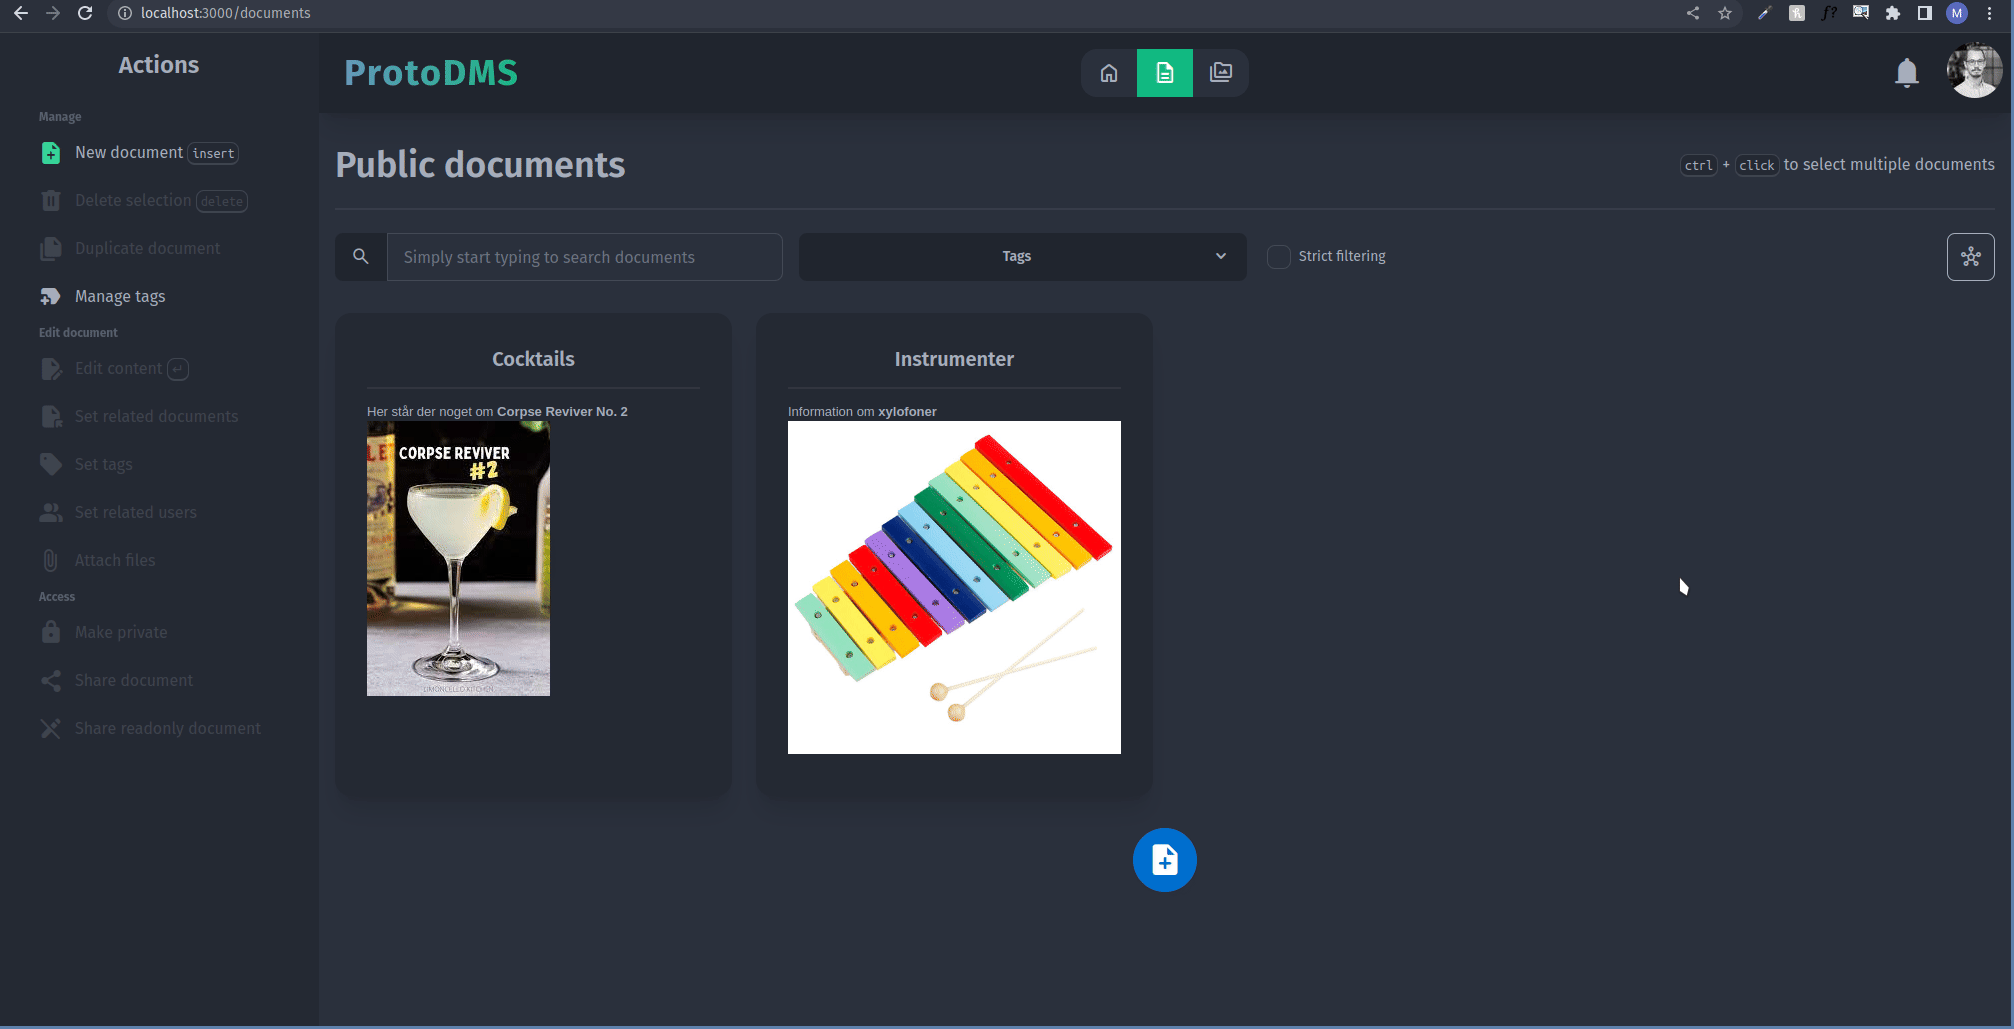 localhost:3000/documents
M
Actions
Manage
New document insert
Delete selection delete
Duplicate document
Manage tags
Edit document
Edit content ↵
Set related documents
Set tags
Set related users
Attach files
Access
Make private
Share document
Share readonly document
ProtoDMS
Public documents
ctrl + click to select multiple documents
Simply start typing to search documents
Tags
Strict filtering
Cocktails
Her står der noget om Corpse Reviver No. 2
CORPSE REVIVER
#2
LIMONCELLO KITCHEN
Instrumenter
Information om xylofoner